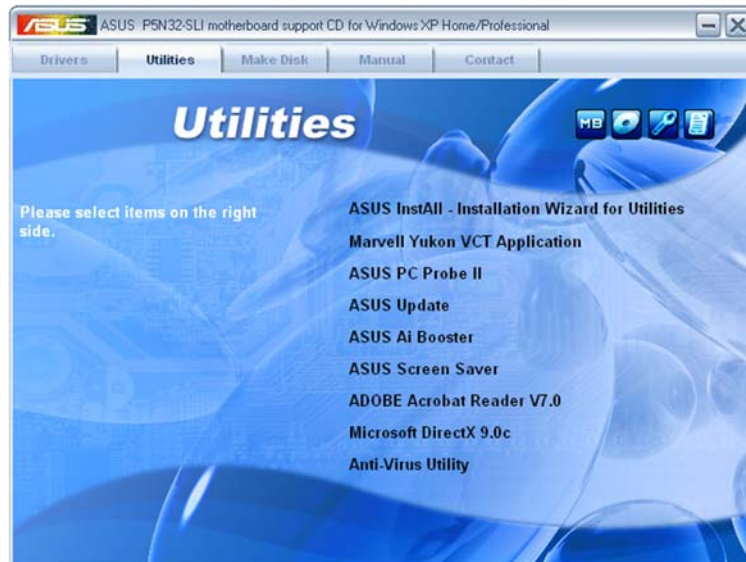 ASUS ASUS P5N32-SLI motherboard support CD for Windows XP Home/Professional
Drivers Utilities Make Disk Manual Contact
Utilities
MB
Please select items on the right
side.
ASUS InstAll - Installation Wizard for Utilities
Marvell Yukon VCT Application
ASUS PC Probe II
ASUS Update
ASUS Ai Booster
ASUS Screen Saver
ADOBE Acrobat Reader V7.0
Microsoft DirectX 9.0c
Anti-Virus Utility